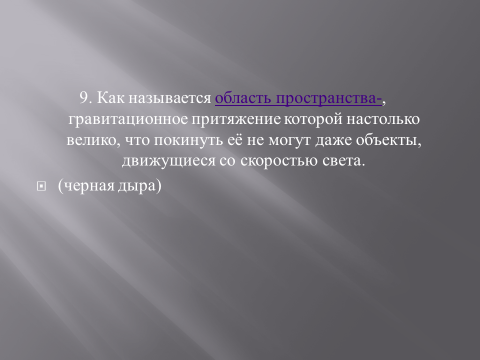 9. Как называется область пространства-,
гравитационное притяжение которой настолько
велико, что покинуть её не могут даже объекты,
движущиеся со скоростью света.
(черная дыра)